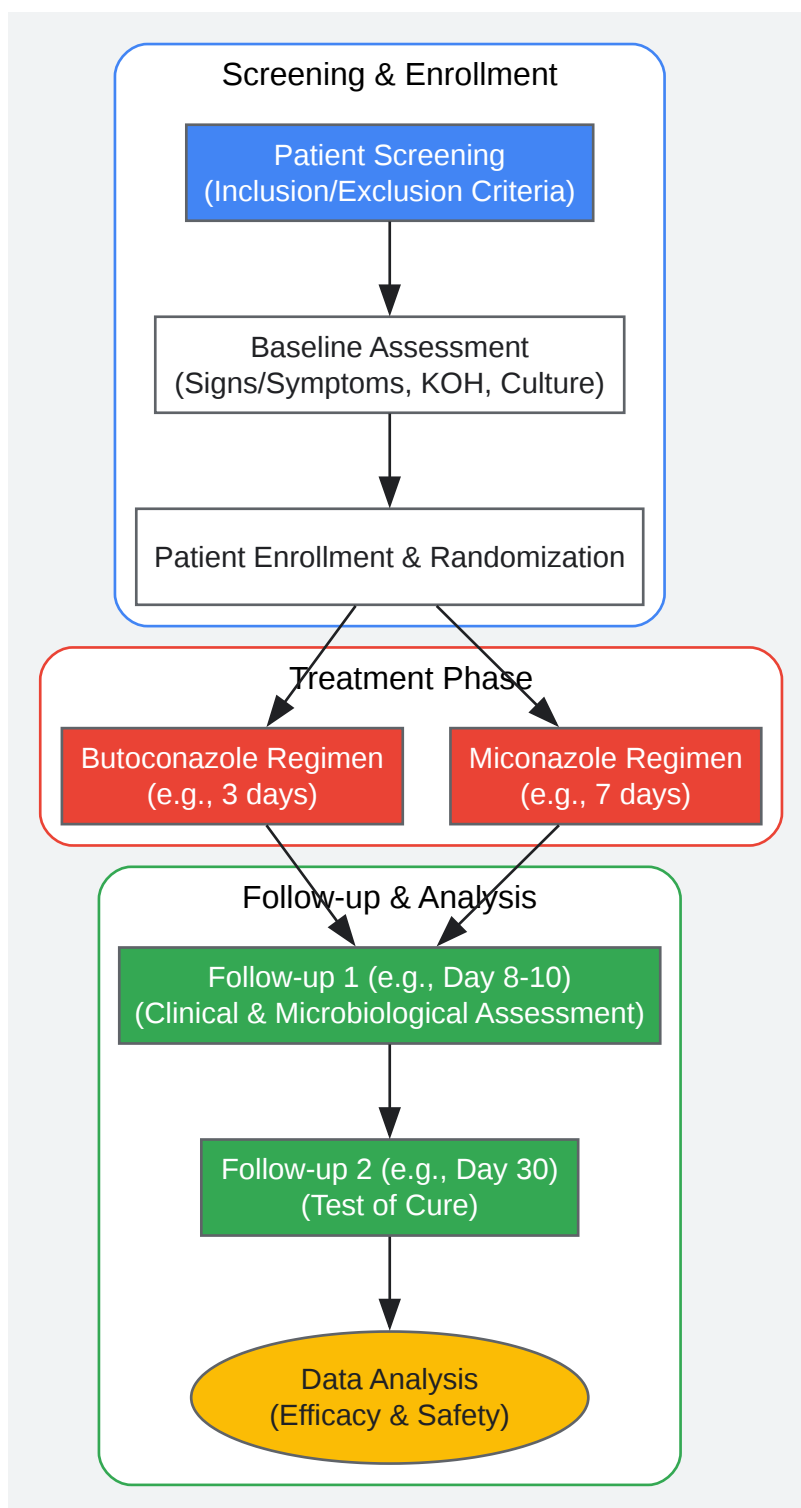 Screening & Enrollment
Patient Screening
(Inclusion/Exclusion Criteria)
Baseline Assessment
(Signs/Symptoms, KOH, Culture)
Patient Enrollment & Randomization
Treatment Phase
Butoconazole Regimen
(e.g., 3 days)
Miconazole Regimen
(e.g., 7 days)
Follow-up & Analysis
Follow-up 1 (e.g., Day 8-10)
(Clinical & Microbiological Assessment)
Follow-up 2 (e.g., Day 30)
(Test of Cure)
Data Analysis
(Efficacy & Safety)